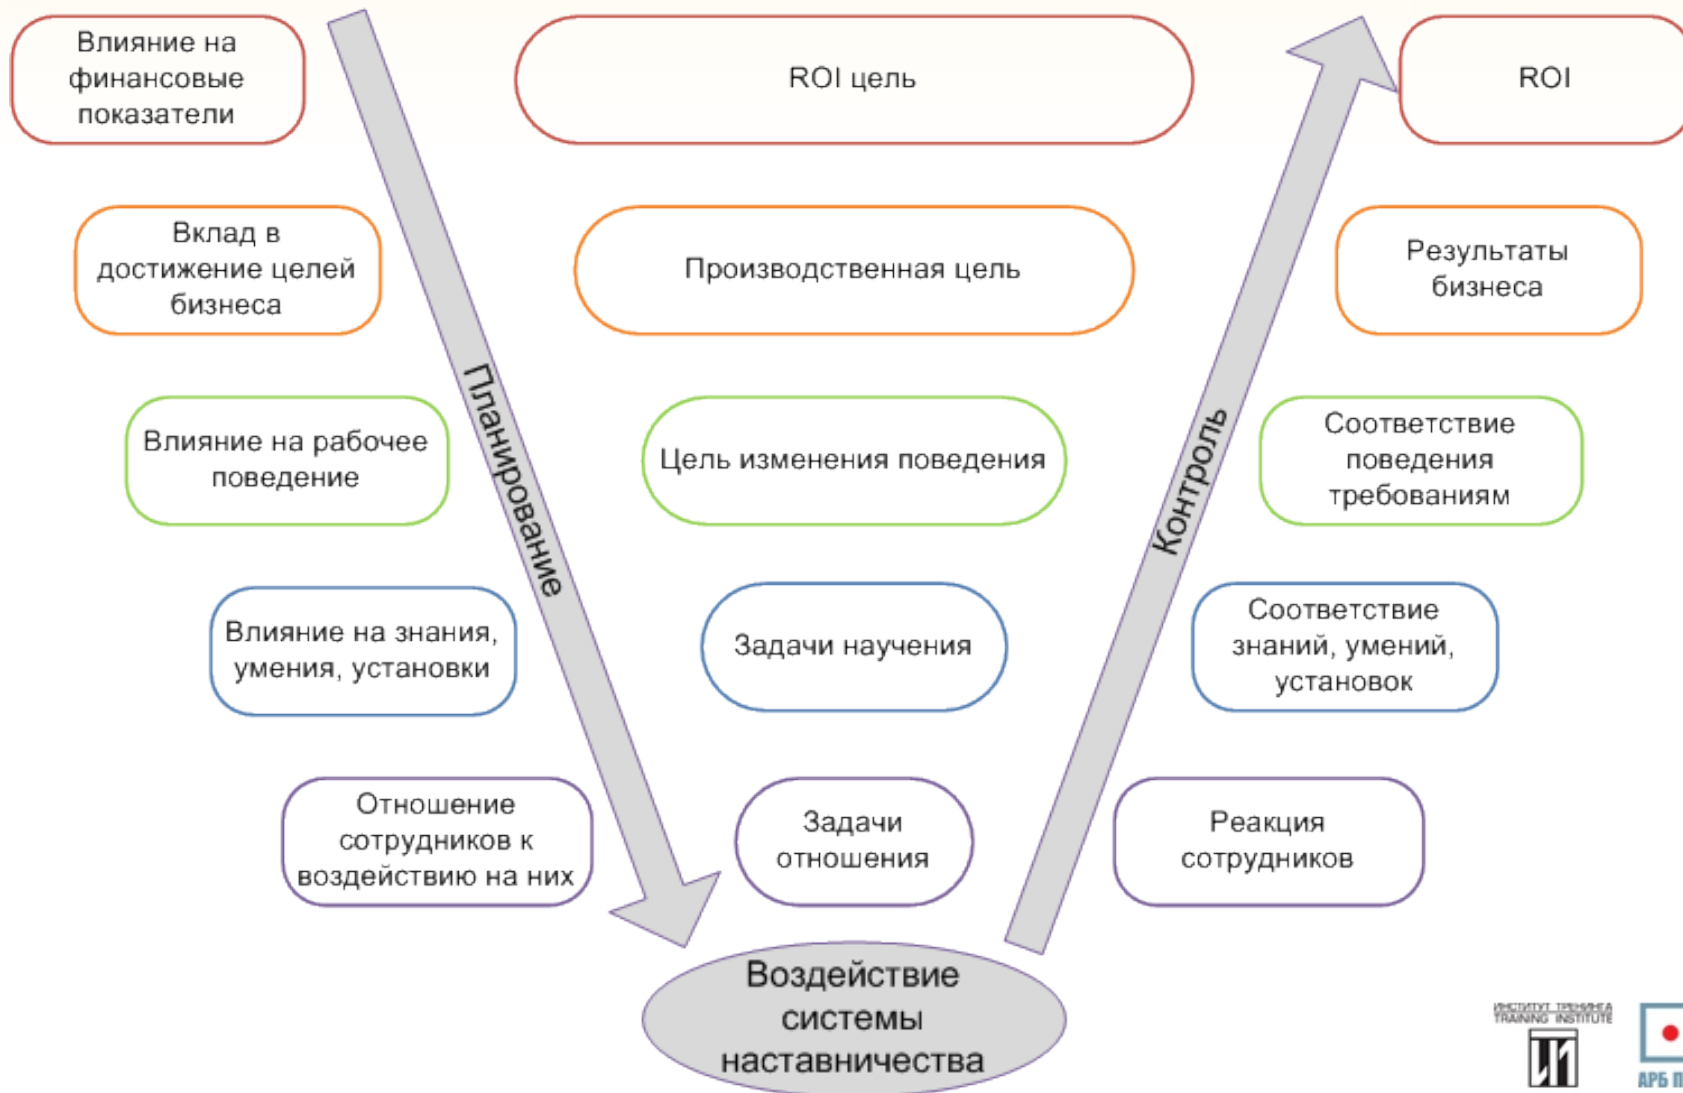 Влияние на
финансовые
показатели
ROI цель
ROI
Вклад в
достижение целей
бизнеса
Производственная цель
Результаты
бизнеса
Планирование
Контроль
Влияние на рабочее
поведение
Цель изменения поведения
Соответствие
поведения
требованиям
Влияние на знания,
умения, установки
Задачи научения
Соответствие
знаний, умений,
установок
Отношение
сотрудников к
воздействию на них
Задачи
отношения
Реакция
сотрудников
Воздействие
системы
наставничества
ИНСТИТУТ ТРЕНИНГА
TRAINING INSTITUTE
АРБ П